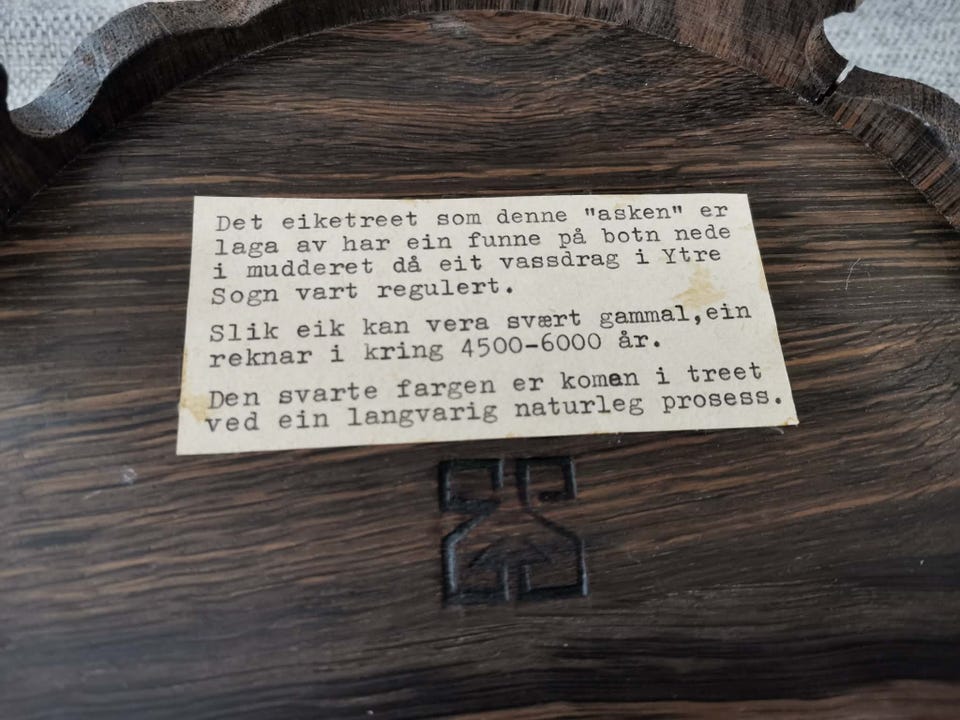 Det eiketreet som denne "asken" er
laga av har ein funne på botn nede
i mudderet då eit vassdrag i Ytre
Sogn vart regulert.
Slik eik kan vera svært gammal,ein
reknar i kring 4500-6000 år.
Den svarte fargen er komen i treet
ved ein langvarig naturleg prosess.